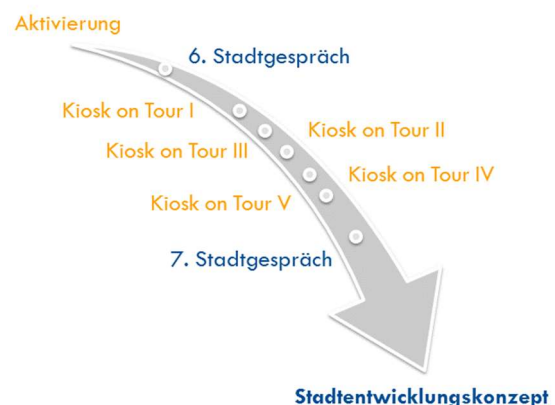 Aktivierung
6. Stadtgespräch
Kiosk on Tour I
Kiosk on Tour II
Kiosk on Tour III
Kiosk on Tour IV
Kiosk on Tour V
7. Stadtgespräch
Stadtentwicklungskonzept